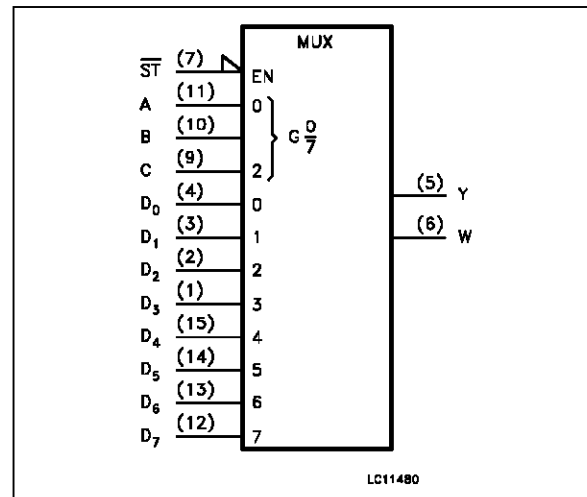 MUX
S̅T̅ (7) EN
A (11) 0
B (10)
G 0/7
C (9) 2
D₀ (4) 0
D₁ (3) 1
D₂ (2) 2
D₃ (1) 3
D₄ (15) 4
D₅ (14) 5
D₆ (13) 6
D₇ (12) 7
(5) Y
(6) W
LC11480